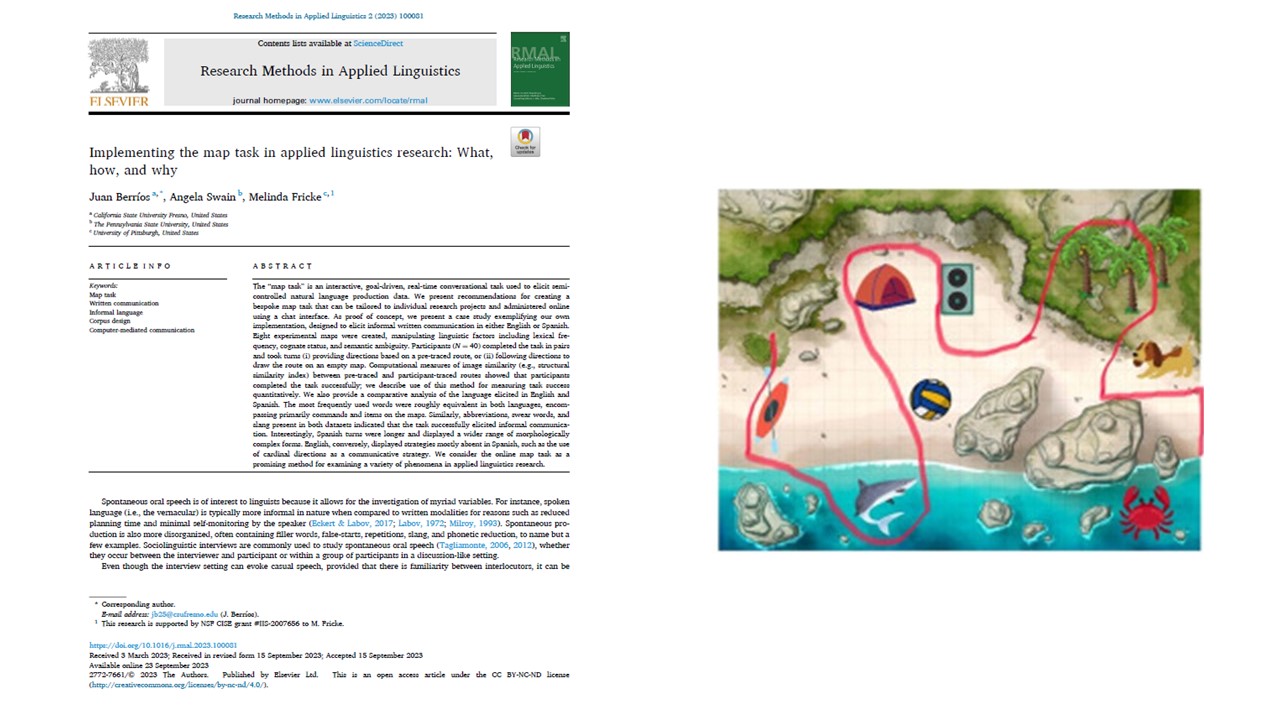 Research Methods in Applied Linguistics 2 (2023) 100081
Contents lists available at ScienceDirect
Research Methods in Applied Linguistics
journal homepage: www.elsevier.com/locate/rmal
ELSEVIER
RMAL
Applied Linguistics
Check for
updates
Implementing the map task in applied linguistics research: What,
how, and why
Juan Berríos a,*, Angela Swain b, Melinda Fricke c,1
a California State University Fresno, United States
b The Pennsylvania State University, United States
c University of Pittsburgh, United States
ARTICLE INFO
Keywords:
Map task
Written communication
Informal language
Corpus design
Computer-mediated communication
ABSTRACT
The “map task” is an interactive, goal-driven, real-time conversational task used to elicit semi-
controlled natural language production data. We present recommendations for creating a
bespoke map task that can be tailored to individual research projects and administered online
using a chat interface. As proof of concept, we present a case study exemplifying our own
implementation, designed to elicit informal written communication in either English or Spanish.
Eight experimental maps were created, manipulating linguistic factors including lexical fre-
quency, cognate status, and semantic ambiguity. Participants (N = 40) completed the task in pairs
and took turns (i) providing directions based on a pre-traced route, or (ii) following directions to
draw the route on an empty map. Computational measures of image similarity (e.g., structural
similarity index) between pre-traced and participant-traced routes showed that participants
completed the task successfully; we describe use of this method for measuring task success
quantitatively. We also provide a comparative analysis of the language elicited in English and
Spanish. The most frequently used words were roughly equivalent in both languages, encom-
passing primarily commands and items on the maps. Similarly, abbreviations, swear words, and
slang present in both datasets indicated that the task successfully elicited informal communica-
tion. Interestingly, Spanish turns were longer and displayed a wider range of morphologically
complex forms. English, conversely, displayed strategies mostly absent in Spanish, such as the use
of cardinal directions as a communicative strategy. We consider the online map task as a
promising method for examining a variety of phenomena in applied linguistics research.
Spontaneous oral speech is of interest to linguists because it allows for the investigation of myriad variables. For instance, spoken
language (i.e., the vernacular) is typically more informal in nature when compared to written modalities for reasons such as reduced
planning time and minimal self-monitoring by the speaker (Eckert & Labov, 2017; Labov, 1972; Milroy, 1993). Spontaneous pro-
duction is also more disorganized, often containing filler words, false-starts, repetitions, slang, and phonetic reduction, to name but a
few examples. Sociolinguistic interviews are commonly used to study spontaneous oral speech (Tagliamonte, 2006, 2012), whether
they occur between the interviewer and participant or within a group of participants in a discussion-like setting.
Even though the interview setting can evoke casual speech, provided that there is familiarity between interlocutors, it can be
* Corresponding author.
E-mail address: jb25@csufresno.edu (J. Berríos).
1 This research is supported by NSF CISE grant #IIS-2007656 to M. Fricke.
https://doi.org/10.1016/j.rmal.2023.100081
Received 3 March 2023; Received in revised form 15 September 2023; Accepted 15 September 2023
Available online 23 September 2023
2772-7661/© 2023 The Authors. Published by Elsevier Ltd. This is an open access article under the CC BY-NC-ND license
(http://creativecommons.org/licenses/by-nc-nd/4.0/).